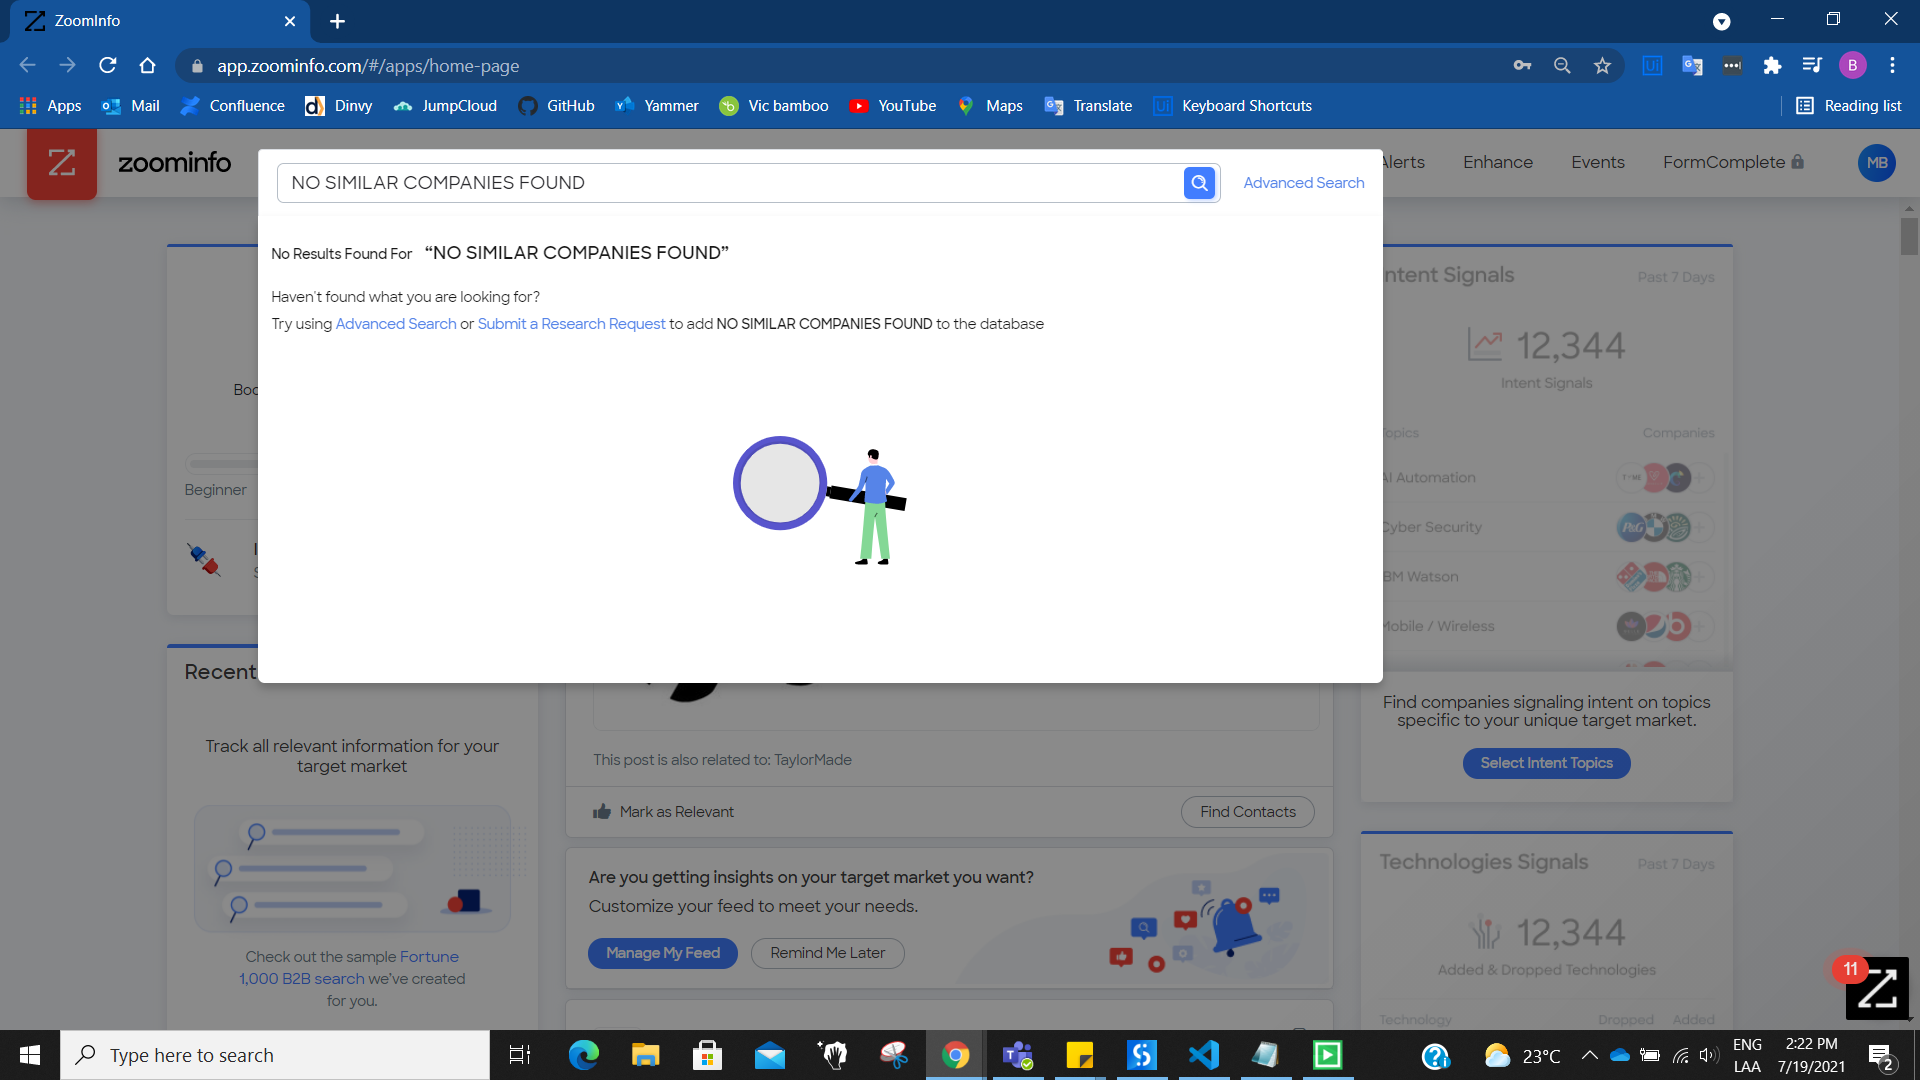 ZoomInfo
app.zoominfo.com/#/apps/home-page
B
Apps
Mail
Confluence
Dinvy
JumpCloud
GitHub
Yammer
Vic bamboo
YouTube
Maps
Translate
Keyboard Shortcuts
Reading list
zoominfo
NO SIMILAR COMPANIES FOUND
Advanced Search
Alerts
Enhance
Events
FormComplete
MB
No Results Found For “NO SIMILAR COMPANIES FOUND”
Haven't found what you are looking for?
Try using Advanced Search or Submit a Research Request to add NO SIMILAR COMPANIES FOUND to the database
Beginner
Recent
Track all relevant information for your
target market
Check out the sample Fortune
1,000 B2B search we've created
for you.
This post is also related to: TaylorMade
Mark as Relevant
Find Contacts
Are you getting insights on your target market you want?
Customize your feed to meet your needs.
Manage My Feed
Remind Me Later
Intent Signals
Past 7 Days
12,344
Intent Signals
Topics
Companies
AI Automation
Cyber Security
IBM Watson
Mobile / Wireless
Find companies signaling intent on topics
specific to your unique target market.
Select Intent Topics
Technologies Signals
Past 7 Days
12,344
Added & Dropped Technologies
Technology
Dropped
Added
11
Type here to search
23°C
ENG
LAA
2:22 PM
7/19/2021
2